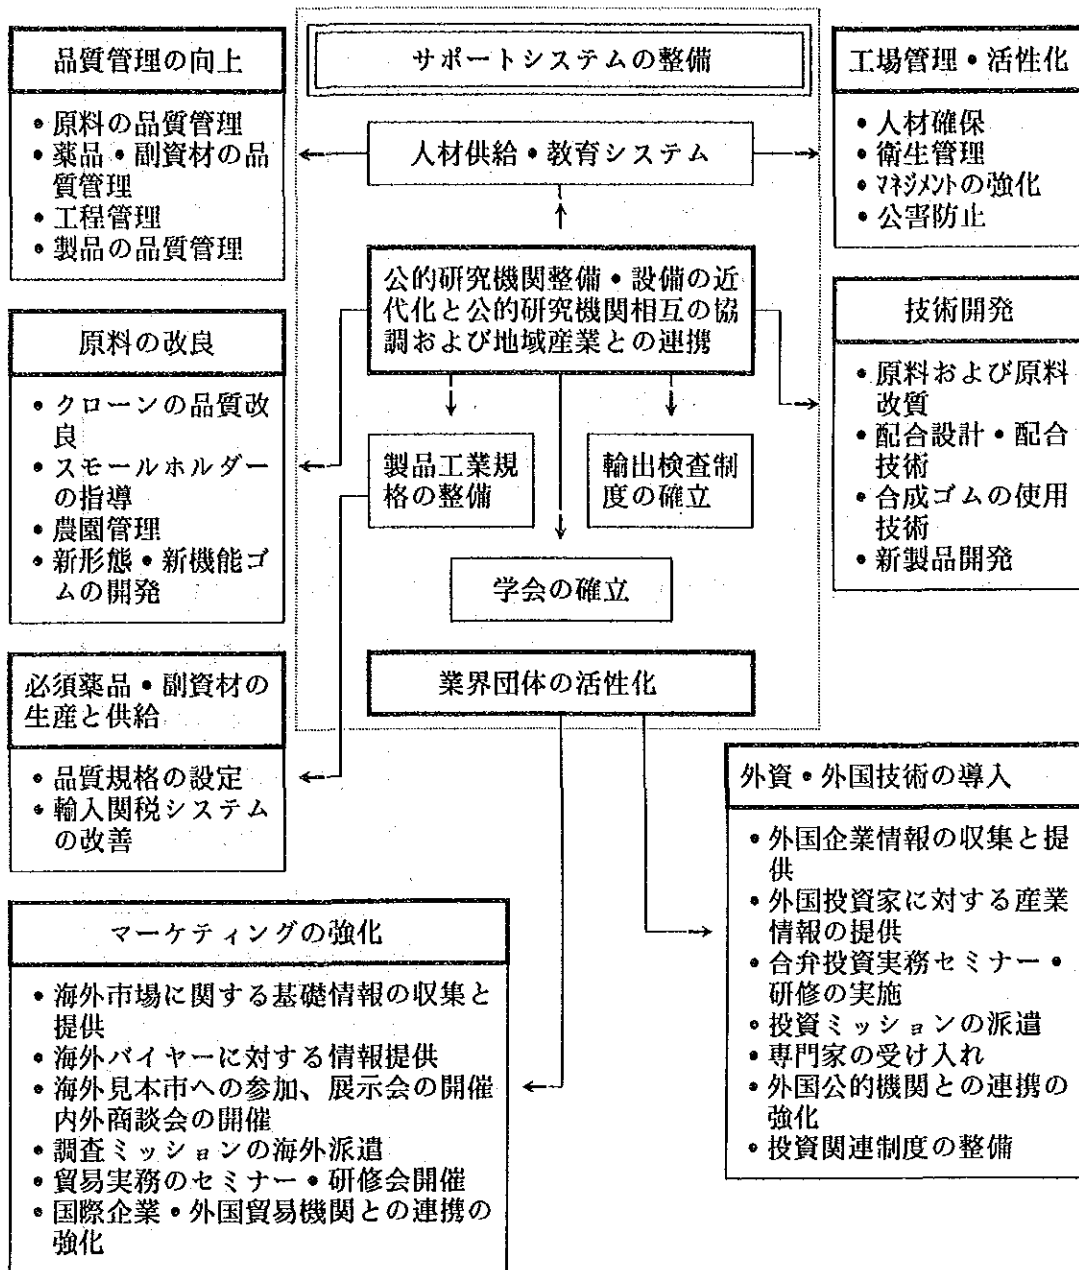 品質管理の向上
• 原料の品質管理
• 薬品・副資材の品
質管理
• 工程管理
• 製品の品質管理
原料の改良
• クローンの品質改
良
• スモールホルダー
の指導
• 農園管理
• 新形態・新機能ゴ
ムの開発
必須薬品・副資材の
生産と供給
• 品質規格の設定
• 輸入関税システム
の改善
サポートシステムの整備
人材供給・教育システム
公的研究機関整備・設備の近
代化と公的研究機関相互の協
調および地域産業との連携
製品工業規
格の整備
輸出検査制
度の確立
学会の確立
業界団体の活性化
工場管理・活性化
• 人材確保
• 衛生管理
• マネジメントの強化
• 公害防止
技術開発
• 原料および原料
改質
• 配合設計・配合
技術
• 合成ゴムの使用
技術
• 新製品開発
外資・外国技術の導入
• 外国企業情報の収集と提
供
• 外国投資家に対する産業
情報の提供
• 合弁投資実務セミナー・
研修の実施
• 投資ミッションの派遣
• 専門家の受け入れ
• 外国公的機関との連携の
強化
• 投資関連制度の整備
マーケティングの強化
• 海外市場に関する基礎情報の収集と
提供
• 海外バイヤーに対する情報提供
• 海外見本市への参加、展示会の開催
内外商談会の開催
• 調査ミッションの海外派遣
• 貿易実務のセミナー・研修会開催
• 国際企業・外国貿易機関との連携の
強化